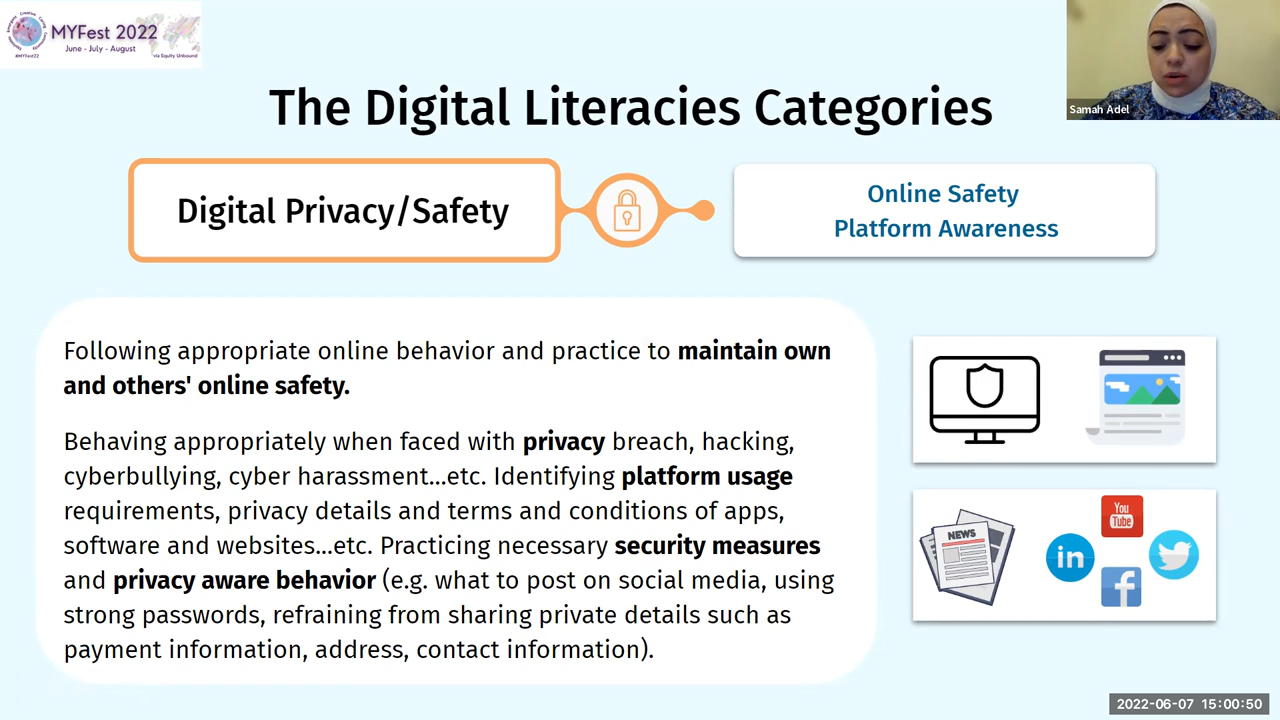 MYFest 2022
June - July - August
#MYFest22
via Equity Unbound
Samah Adel
The Digital Literacies Categories
Digital Privacy/Safety
Online Safety
Platform Awareness
Following appropriate online behavior and practice to maintain own
and others' online safety.
Behaving appropriately when faced with privacy breach, hacking,
cyberbullying, cyber harassment...etc. Identifying platform usage
requirements, privacy details and terms and conditions of apps,
software and websites...etc. Practicing necessary security measures
and privacy aware behavior (e.g. what to post on social media, using
strong passwords, refraining from sharing private details such as
payment information, address, contact information).
NEWS
You
Tube
in
f
2022-06-07 15:00:50